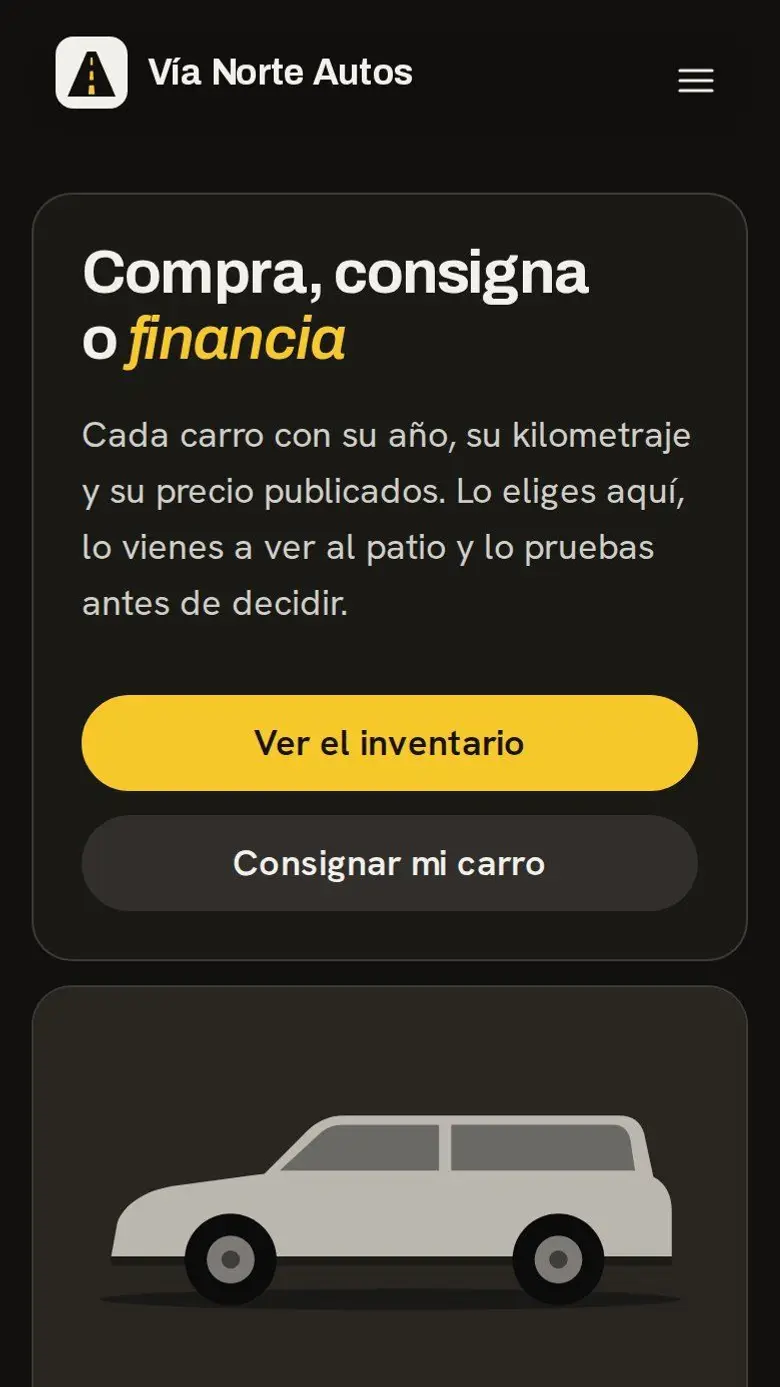 Vía Norte Autos
Compra, consigna
o financia
Cada carro con su año, su kilometraje
y su precio publicados. Lo eliges aquí,
lo vienes a ver al patio y lo pruebas
antes de decidir.
Ver el inventario
Consignar mi carro